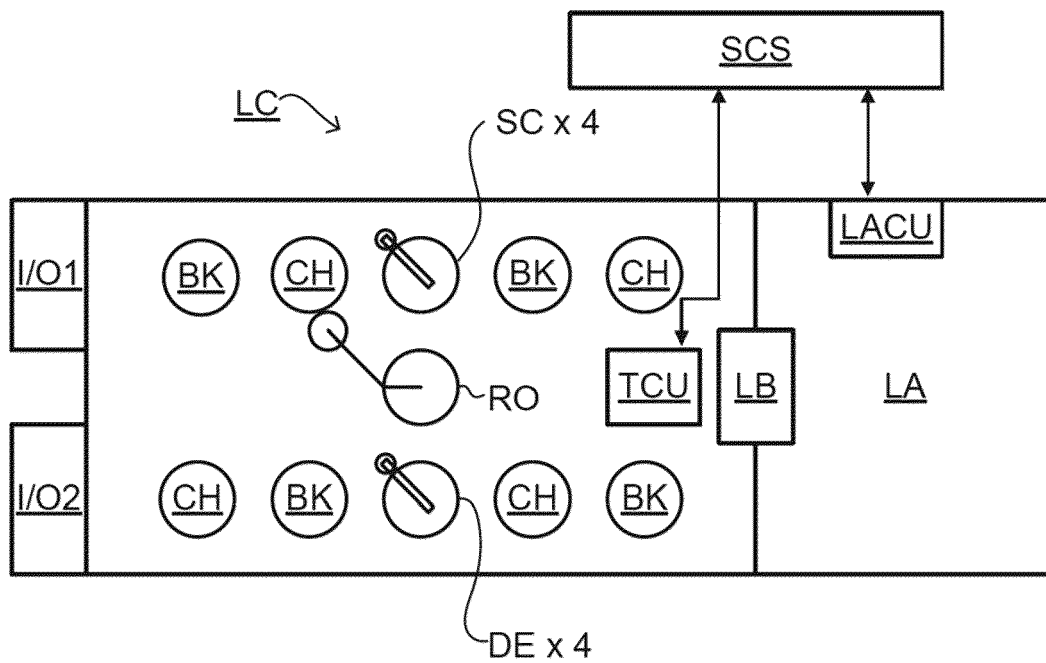 SCS
LC
SC x 4
LACU
I/O1
BK
CH
BK
CH
RO
TCU
LB
LA
I/O2
CH
BK
CH
BK
DE x 4